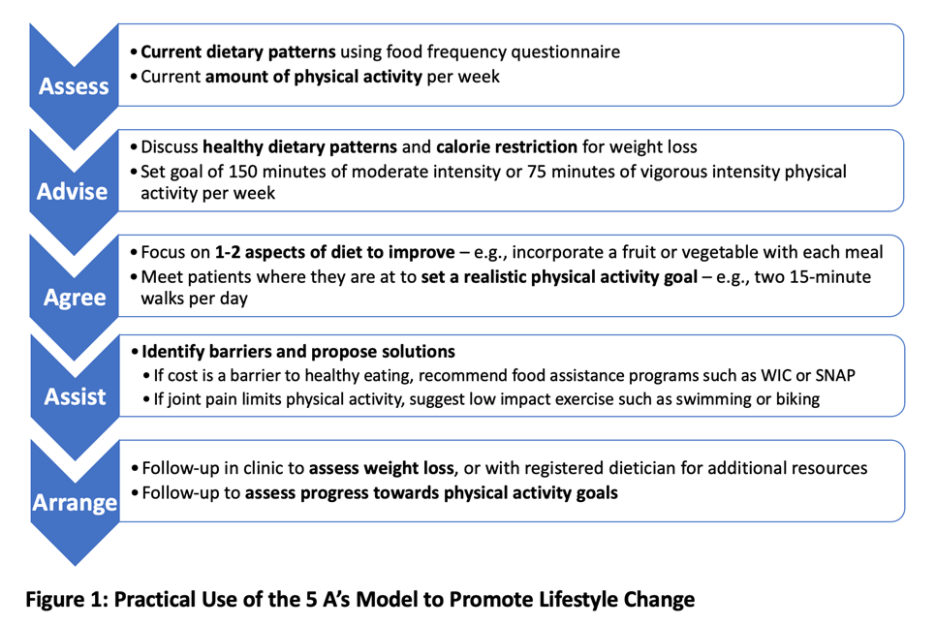 Assess
• Current dietary patterns using food frequency questionnaire
• Current amount of physical activity per week
Advise
• Discuss healthy dietary patterns and calorie restriction for weight loss
• Set goal of 150 minutes of moderate intensity or 75 minutes of vigorous intensity physical
activity per week
Agree
• Focus on 1-2 aspects of diet to improve – e.g., incorporate a fruit or vegetable with each meal
• Meet patients where they are at to set a realistic physical activity goal – e.g., two 15-minute
walks per day
Assist
• Identify barriers and propose solutions
• If cost is a barrier to healthy eating, recommend food assistance programs such as WIC or SNAP
• If joint pain limits physical activity, suggest low impact exercise such as swimming or biking
Arrange
• Follow-up in clinic to assess weight loss, or with registered dietician for additional resources
• Follow-up to assess progress towards physical activity goals
Figure 1: Practical Use of the 5 A's Model to Promote Lifestyle Change